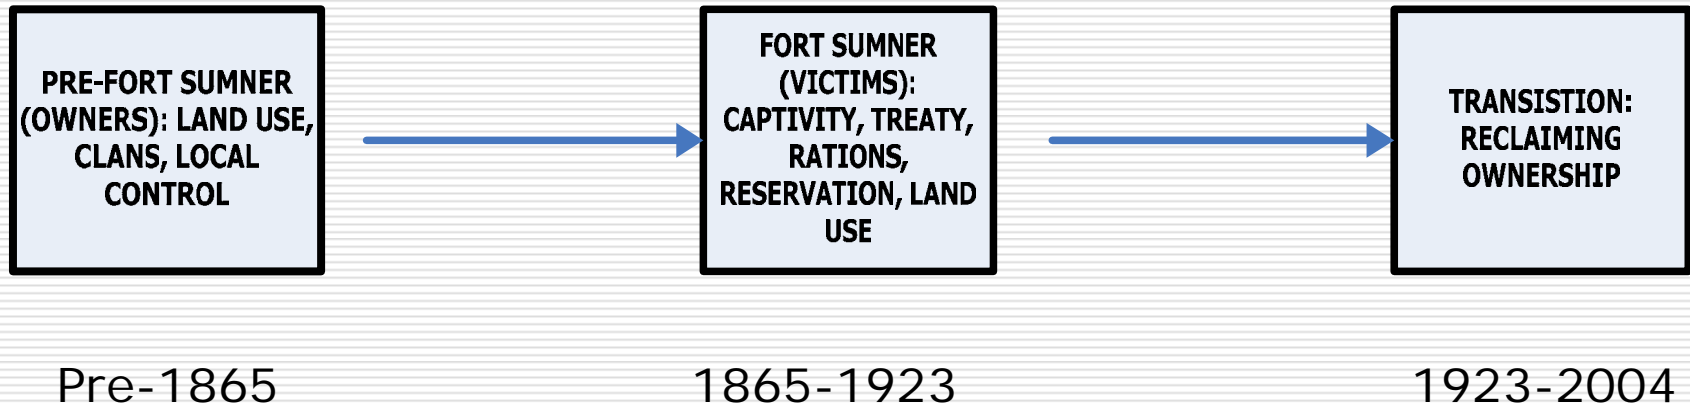 PRE-FORT SUMNER
(OWNERS): LAND USE,
CLANS, LOCAL
CONTROL
FORT SUMNER
(VICTIMS):
CAPTIVITY, TREATY,
RATIONS,
RESERVATION, LAND
USE
TRANSISTION:
RECLAIMING
OWNERSHIP
Pre-1865
1865-1923
1923-2004